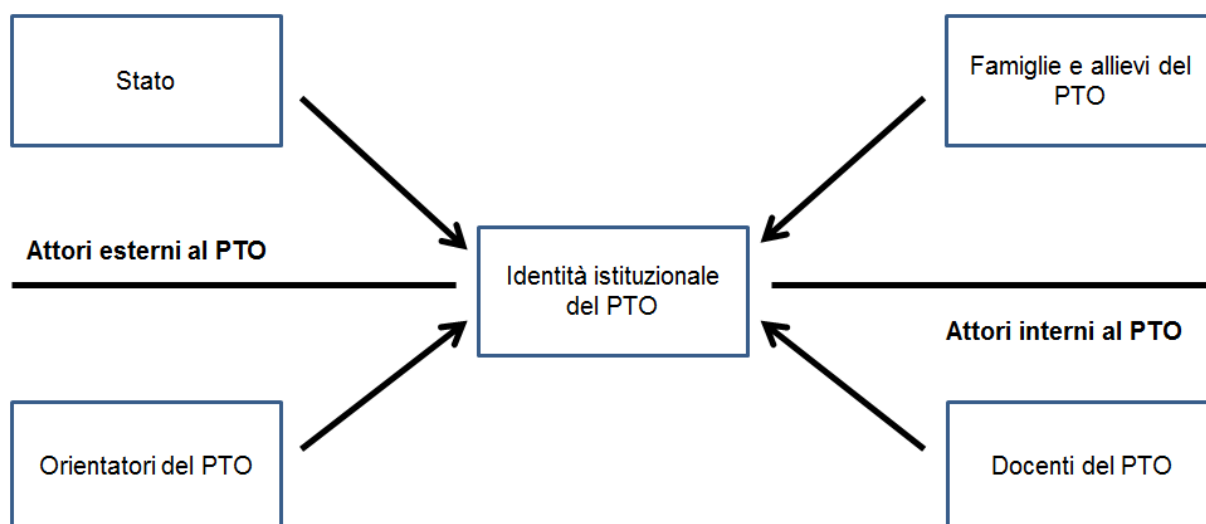 Stato
Famiglie e allievi del
PTO
Attori esterni al PTO
Identità istituzionale
del PTO
Attori interni al PTO
Orientatori del PTO
Docenti del PTO